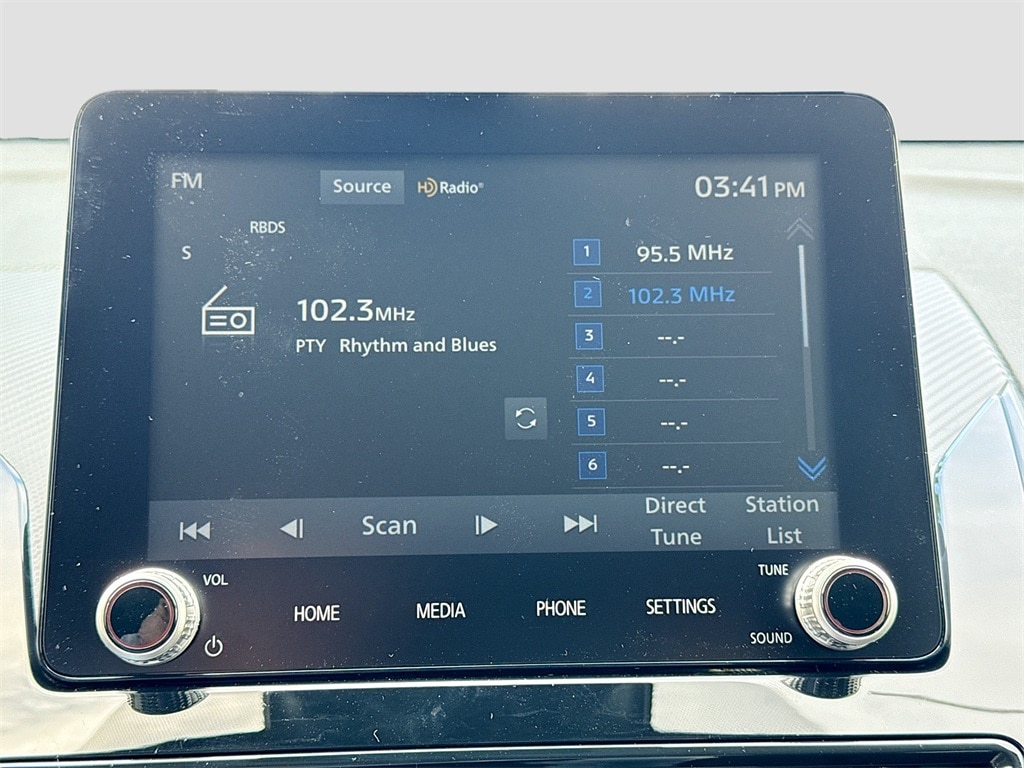 FM
Source
HD Radio®
03:41 PM
RBDS
S
102.3MHz
PTY Rhythm and Blues
1 95.5 MHz
2 102.3 MHz
3 --.-
4 --.-
5 --.-
6 --.-
Scan
Direct
Tune
Station
List
VOL
HOME
MEDIA
PHONE
SETTINGS
TUNE
SOUND